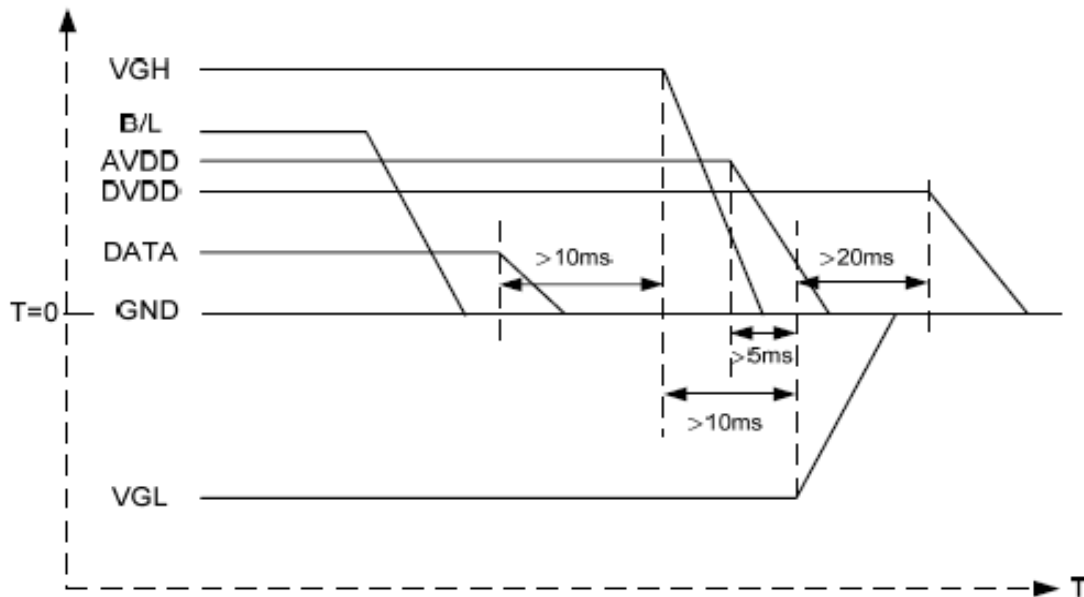 VGH
B/L
AVDD
DVDD
DATA
>10ms
>20ms
T=0
GND
>5ms
>10ms
VGL
T